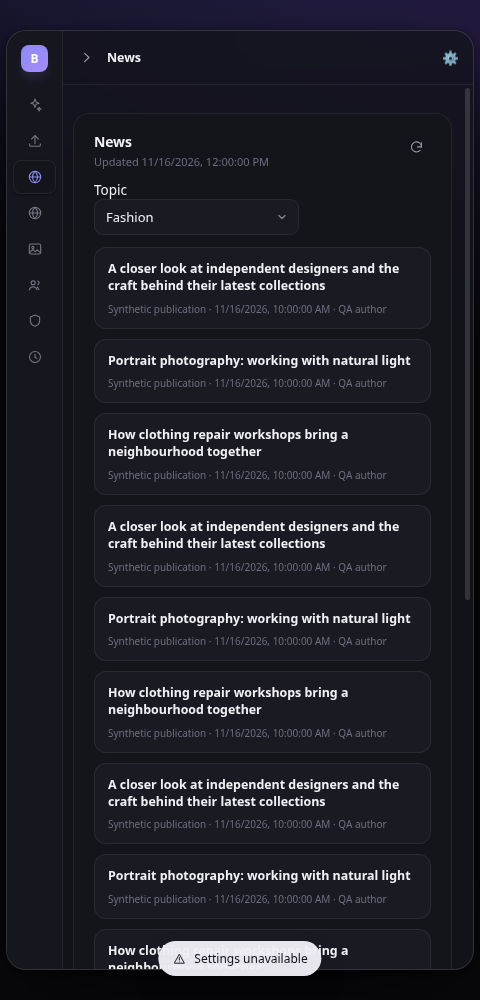 B
News
News
Updated 11/16/2026, 12:00:00 PM
Topic
Fashion
A closer look at independent designers and the
craft behind their latest collections
Synthetic publication · 11/16/2026, 10:00:00 AM · QA author
Portrait photography: working with natural light
Synthetic publication · 11/16/2026, 10:00:00 AM · QA author
How clothing repair workshops bring a
neighbourhood together
Synthetic publication · 11/16/2026, 10:00:00 AM · QA author
A closer look at independent designers and the
craft behind their latest collections
Synthetic publication · 11/16/2026, 10:00:00 AM · QA author
Portrait photography: working with natural light
Synthetic publication · 11/16/2026, 10:00:00 AM · QA author
How clothing repair workshops bring a
neighbourhood together
Synthetic publication · 11/16/2026, 10:00:00 AM · QA author
A closer look at independent designers and the
craft behind their latest collections
Synthetic publication · 11/16/2026, 10:00:00 AM · QA author
Portrait photography: working with natural light
Synthetic publication · 11/16/2026, 10:00:00 AM · QA author
How clothing repair workshops bring a
Settings unavailable